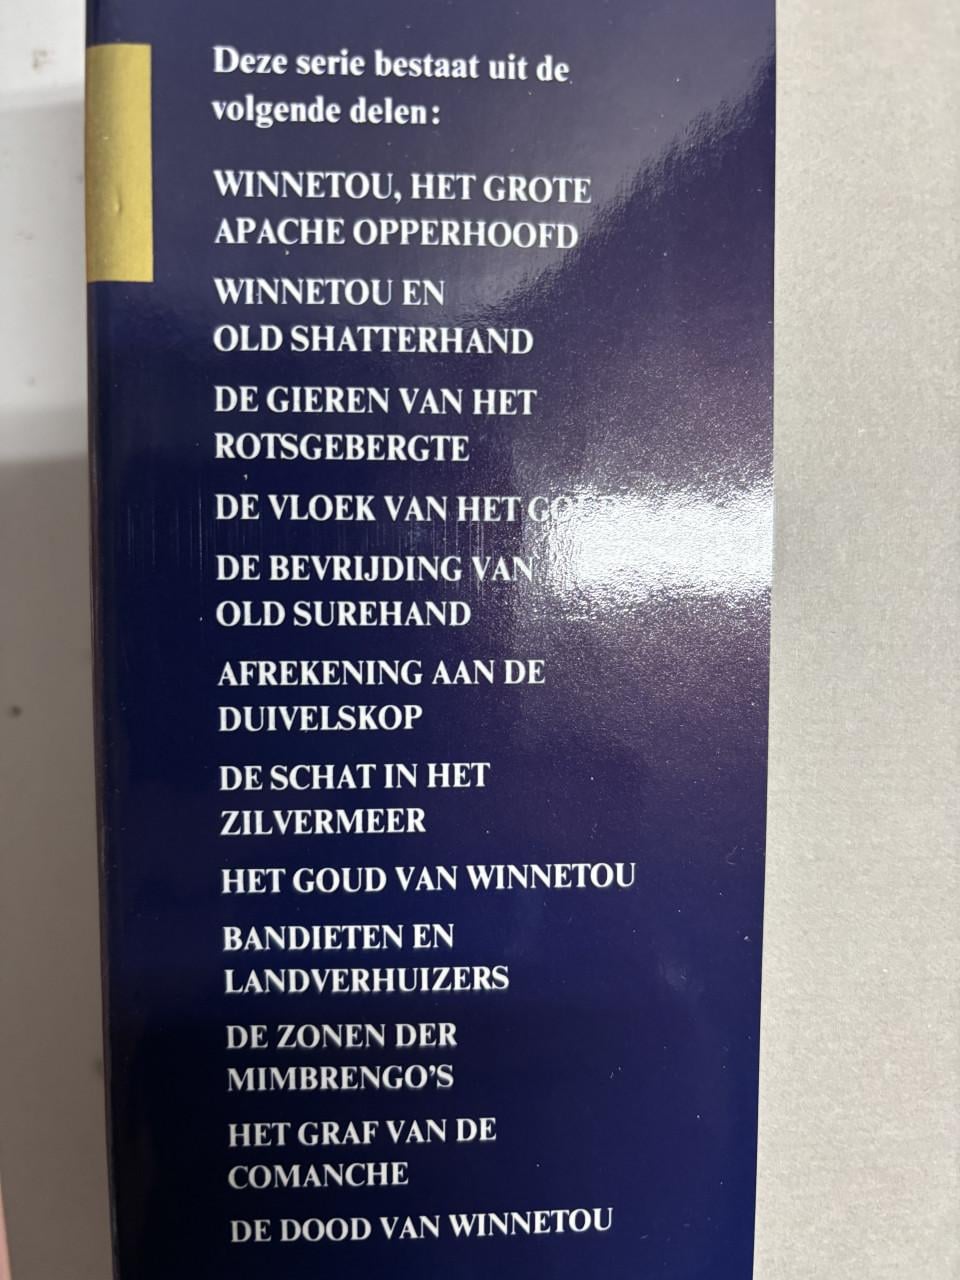 Deze serie bestaat uit de
volgende delen:
WINNETOU, HET GROTE
APACHE OPPERHOOFD
WINNETOU EN
OLD SHATTERHAND
DE GIEREN VAN HET
ROTSGEBERGTE
DE VLOEK VAN HET GOUD
DE BEVRIJDING VAN
OLD SUREHAND
AFREKENING AAN DE
DUIVELSKOP
DE SCHAT IN HET
ZILVERMEER
HET GOUD VAN WINNETOU
BANDIETEN EN
LANDVERHUIZERS
DE ZONEN DER
MIMBRENGO'S
HET GRAF VAN DE
COMANCHE
DE DOOD VAN WINNETOU